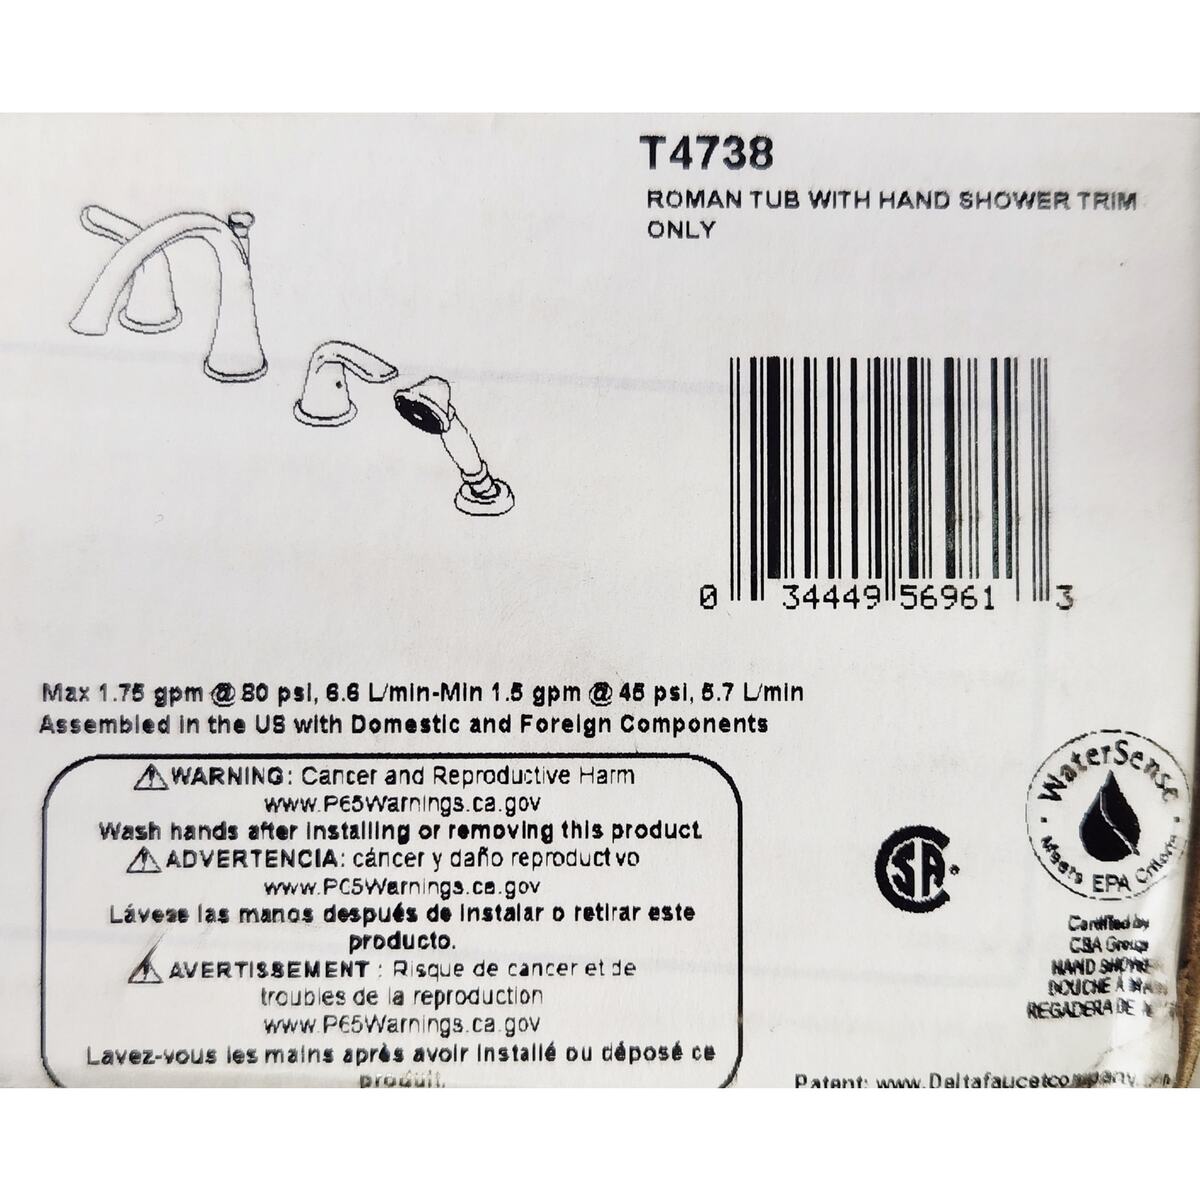 T4738
ROMAN TUB WITH HAND SHOWER TRIM
ONLY
0 34449 56961 3
Max 1.75 gpm @ 80 psi, 6.6 L/min-Min 1.5 gpm @ 45 psi, 5.7 L/min
Assembled in the US with Domestic and Foreign Components
⚠WARNING: Cancer and Reproductive Harm
www.P65Warnings.ca.gov
Wash hands after installing or removing this product.
⚠ADVERTENCIA: cáncer y daño reproductivo
www.P65Warnings.ca.gov
Lávese las manos después de instalar o retirar este
producto.
⚠AVERTISSEMENT : Risque de cancer et de
troubles de la reproduction
www.P65Warnings.ca.gov
Lavez-vous les mains après avoir installé ou déposé ce
produit.
SA
WaterSense
Meets EPA Criteria
Certified by
CSA Group
HAND SHOWER
DOUCHE À
REGADERA DE
Patent: www.Deltafaucetcompany.